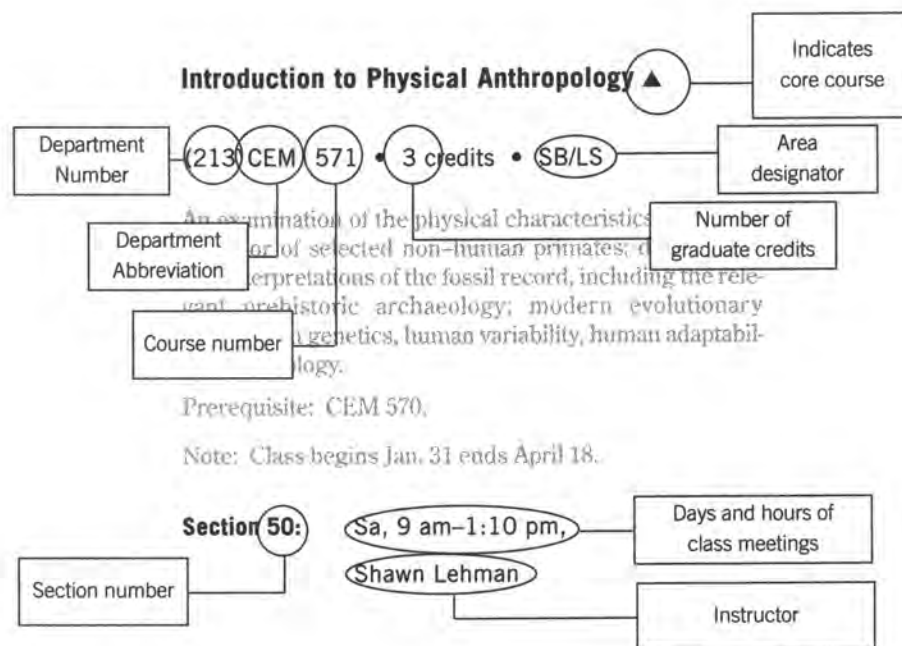 Indicates
core course
Introduction to Physical Anthropology ▲
Department
Number
(213) CEM 571 • 3 credits • SB/LS
Area
designator
An examination of the physical characteristics
Number of
graduate credits
Department
Abbreviation
or of selected non-human primates; d
erpretations of the fossil record, including the rele-
vant prehistoric archaeology; modern evolutionary
Course number
genetics, human variability, human adaptabil-
ology.
Prerequisite: CEM 570.
Note: Class begins Jan. 31 ends April 18.
Section 50: Sa, 9 am–1:10 pm,
Days and hours of
class meetings
Shawn Lehman
Section number
Instructor